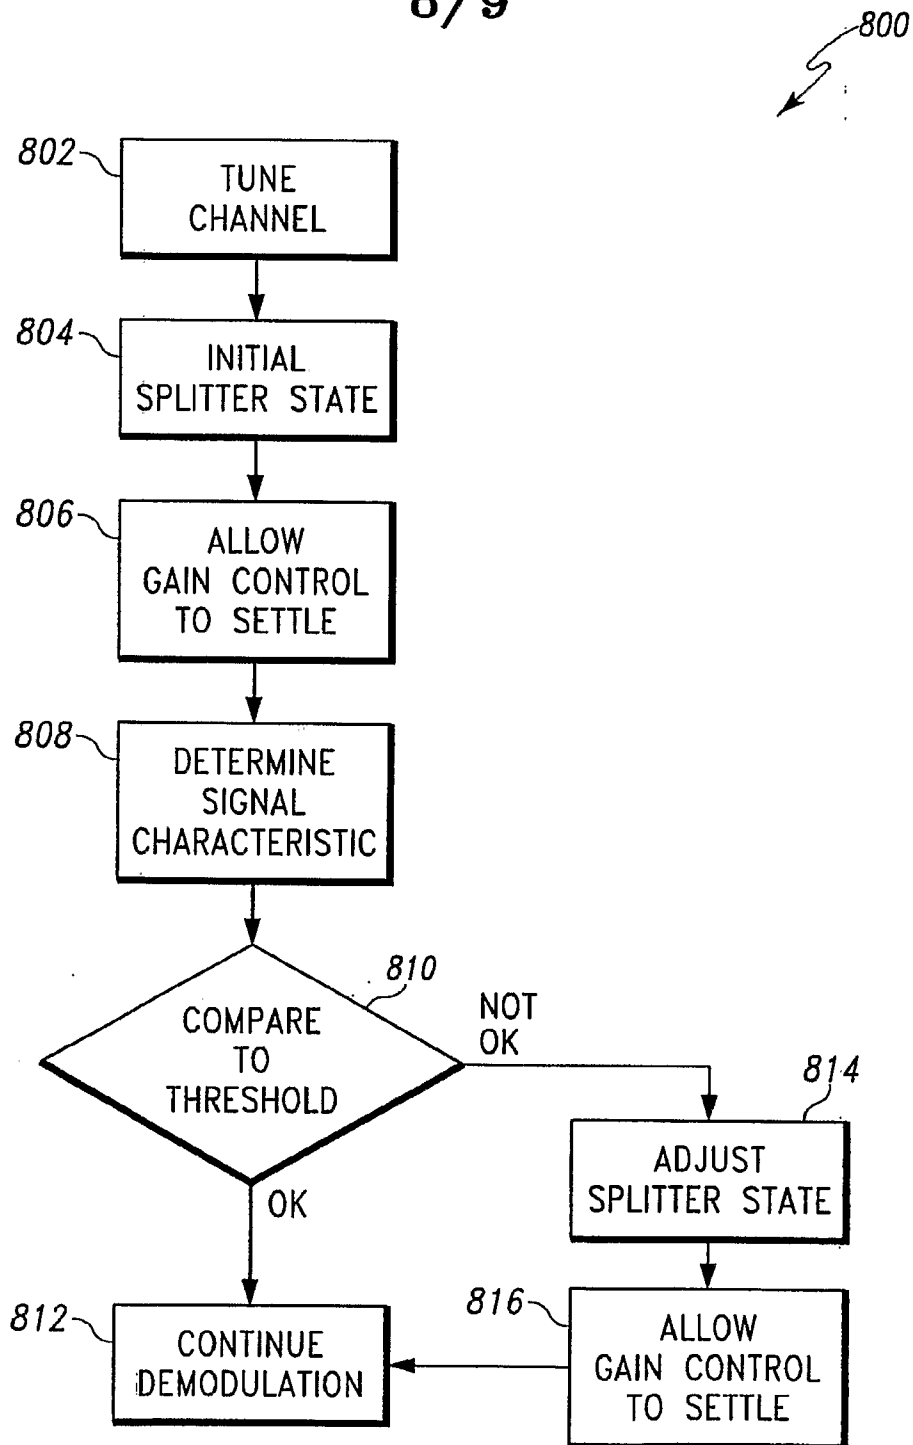 8/9
800
802
TUNE
CHANNEL
804
INITIAL
SPLITTER STATE
806
ALLOW
GAIN CONTROL
TO SETTLE
808
DETERMINE
SIGNAL
CHARACTERISTIC
810
COMPARE
TO
THRESHOLD
NOT
OK
814
ADJUST
SPLITTER STATE
OK
812
CONTINUE
DEMODULATION
816
ALLOW
GAIN CONTROL
TO SETTLE